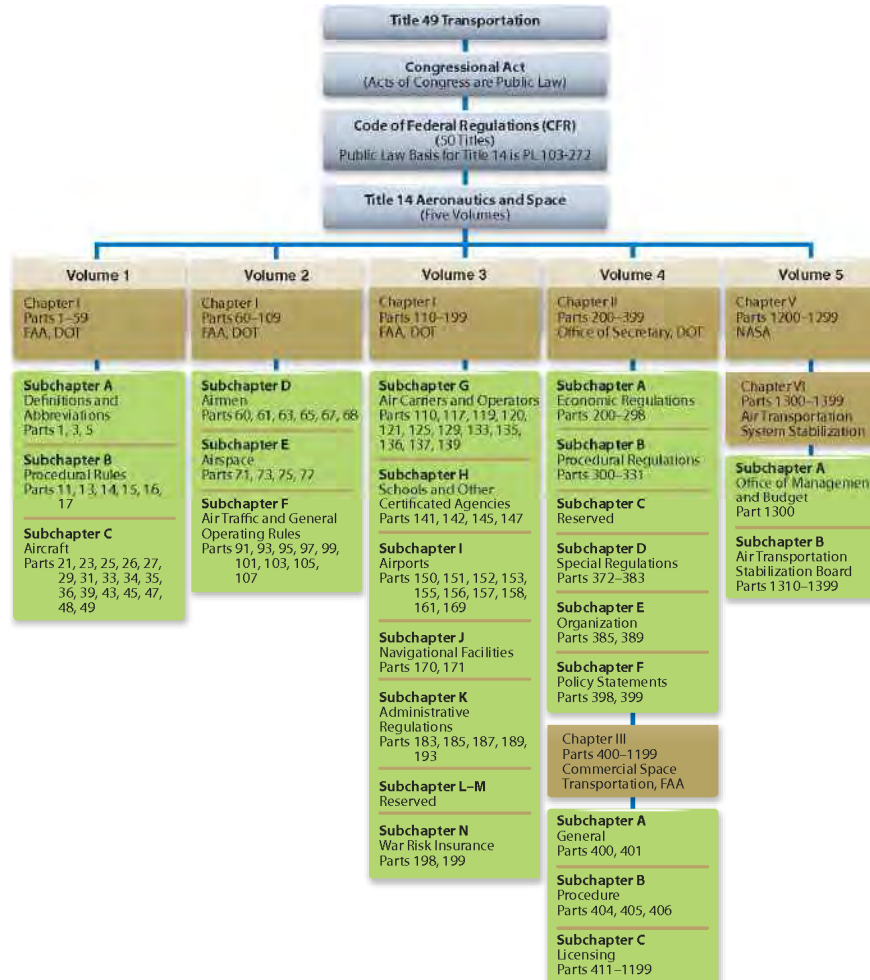 Title 49 Transportation
Congressional Act
(Acts of Congress are Public Law)
Code of Federal Regulations (CFR)
(50 Titles)
Public Law Basis for Title 14 is PL 103-272
Title 14 Aeronautics and Space
(Five Volumes)
Volume 1
Chapter I
Parts 1–59
FAA, DOT
Subchapter A
Definitions and
Abbreviations
Parts 1, 3, 5
Subchapter B
Procedural Rules
Parts 11, 13, 14, 15, 16,
17
Subchapter C
Aircraft
Parts 21, 23, 25, 26, 27,
29, 31, 33, 34, 35,
36, 39, 43, 45, 47,
48, 49
Volume 2
Chapter I
Parts 60–109
FAA, DOT
Subchapter D
Airmen
Parts 60, 61, 63, 65, 67, 68
Subchapter E
Airspace
Parts 71, 73, 75, 77
Subchapter F
Air Traffic and General
Operating Rules
Parts 91, 93, 95, 97, 99,
101, 103, 105,
107
Volume 3
Chapter I
Parts 110–199
FAA, DOT
Subchapter G
Air Carriers and Operators
Parts 110, 117, 119, 120,
121, 125, 129, 133, 135,
136, 137, 139
Subchapter H
Schools and Other
Certificated Agencies
Parts 141, 142, 145, 147
Subchapter I
Airports
Parts 150, 151, 152, 153,
155, 156, 157, 158,
161, 169
Subchapter J
Navigational Facilities
Parts 170, 171
Subchapter K
Administrative
Regulations
Parts 183, 185, 187, 189,
193
Subchapter L–M
Reserved
Subchapter N
War Risk Insurance
Parts 198, 199
Volume 4
Chapter II
Parts 200–399
Office of Secretary, DOT
Subchapter A
Economic Regulations
Parts 200–298
Subchapter B
Procedural Regulations
Parts 300–331
Subchapter C
Reserved
Subchapter D
Special Regulations
Parts 372–383
Subchapter E
Organization
Parts 385, 389
Subchapter F
Policy Statements
Parts 398, 399
Chapter III
Parts 400–1199
Commercial Space
Transportation, FAA
Subchapter A
General
Parts 400, 401
Subchapter B
Procedure
Parts 404, 405, 406
Subchapter C
Licensing
Parts 411–1199
Volume 5
Chapter V
Parts 1200–1299
NASA
Chapter VI
Parts 1300–1399
Air Transportation
System Stabilization
Subchapter A
Office of Managemen
and Budget
Part 1300
Subchapter B
Air Transportation
Stabilization Board
Parts 1310–1399